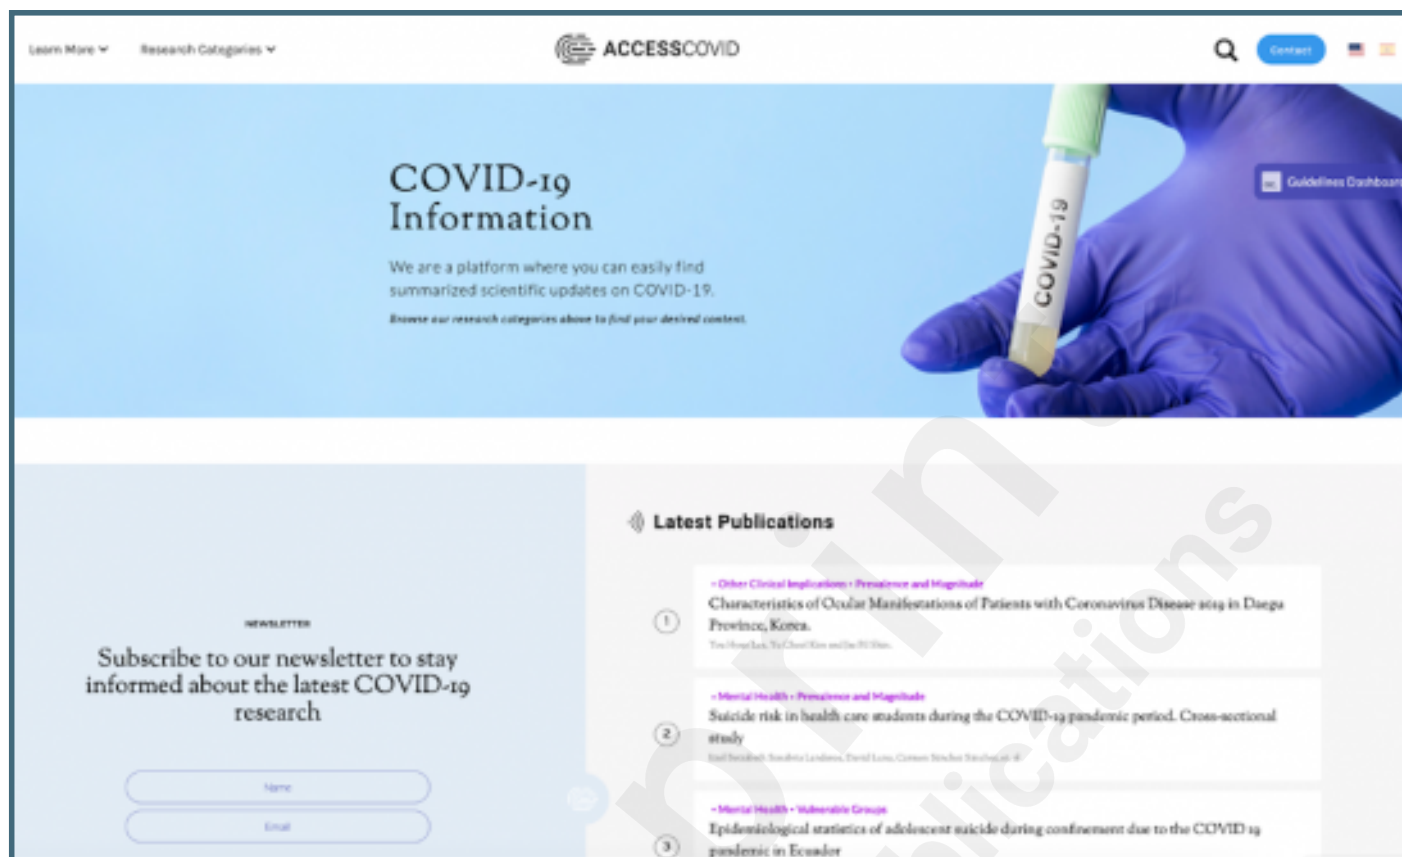 Learn More
Research Categories
ACCESSCOVID
Contact
COVID-19
Information
We are a platform where you can easily find
summarized scientific updates on COVID-19.
Browse our research categories above to find your desired content.
COVID-19
Guidelines Dashboard
Latest Publications
• Other Clinical Implications • Prevalence and Magnitude
1
Characteristics of Ocular Manifestations of Patients with Coronavirus Disease 2019 in Daegu
Province, Korea.
• Mental Health • Prevalence and Magnitude
2
Suicide risk in health care students during the COVID-19 pandemic period. Cross-sectional
study
• Mental Health • Vulnerable Groups
3
Epidemiological statistics of adolescent suicide during confinement due to the COVID 19
pandemic in Ecuador
NEWSLETTER
Subscribe to our newsletter to stay
informed about the latest COVID-19
research
Name
Email